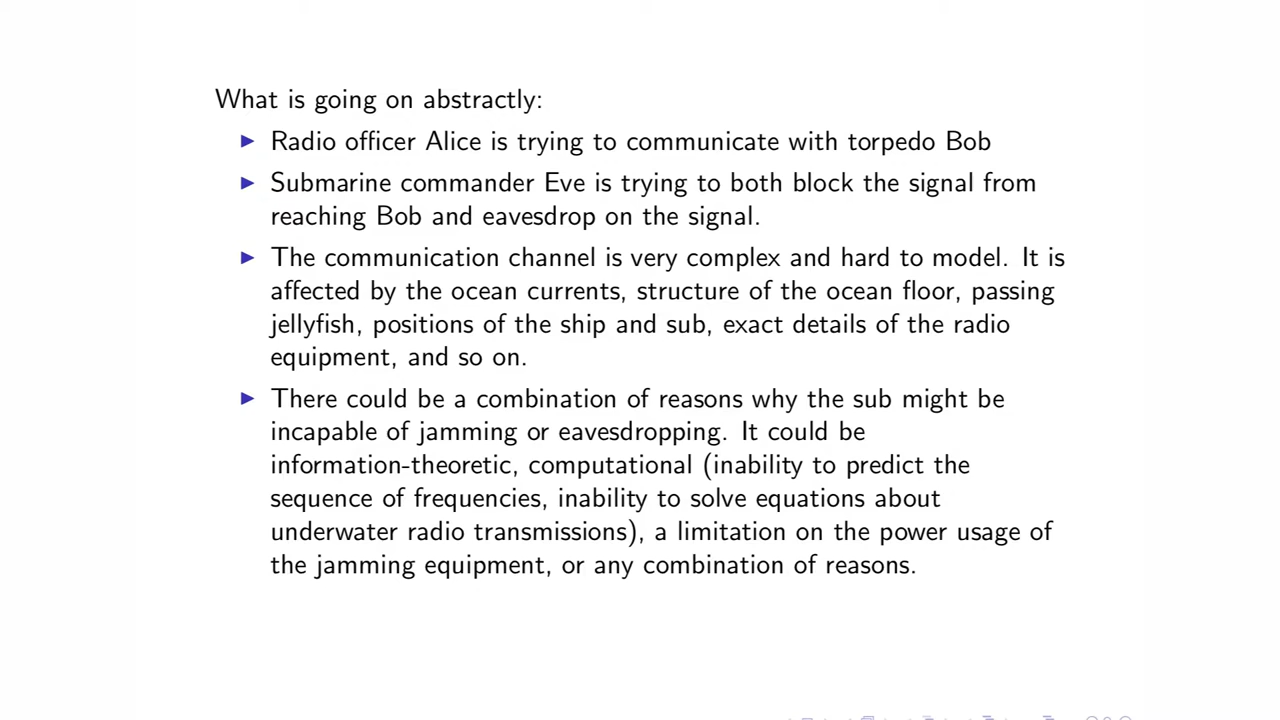 What is going on abstractly:
▶ Radio officer Alice is trying to communicate with torpedo Bob
▶ Submarine commander Eve is trying to both block the signal from
reaching Bob and eavesdrop on the signal.
▶ The communication channel is very complex and hard to model. It is
affected by the ocean currents, structure of the ocean floor, passing
jellyfish, positions of the ship and sub, exact details of the radio
equipment, and so on.
▶ There could be a combination of reasons why the sub might be
incapable of jamming or eavesdropping. It could be
information-theoretic, computational (inability to predict the
sequence of frequencies, inability to solve equations about
underwater radio transmissions), a limitation on the power usage of
the jamming equipment, or any combination of reasons.